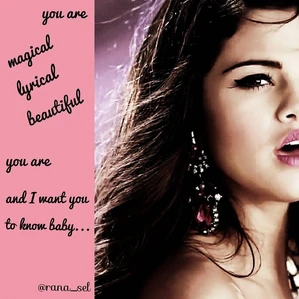 you are
magical
lyrical
beautiful
you are
and I want you
to know baby...
@rana_sel